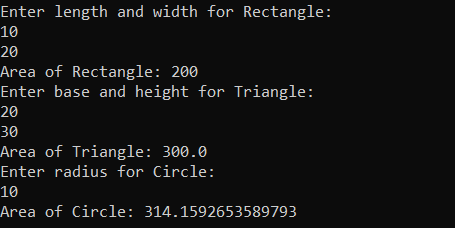 Enter length and width for Rectangle:
10
20
Area of Rectangle: 200
Enter base and height for Triangle:
20
30
Area of Triangle: 300.0
Enter radius for Circle:
10
Area of Circle: 314.1592653589793